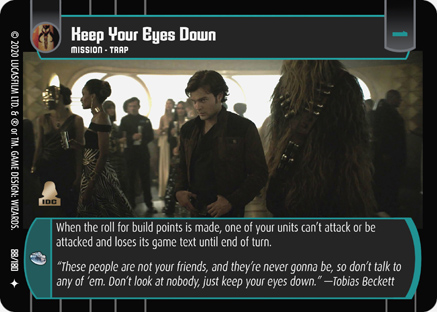 Keep Your Eyes Down
MISSION - TRAP
IDC
When the roll for build points is made, one of your units can't attack or be
attacked and loses its game text until end of turn.
"These people are not your friends, and they're never gonna be, so don't talk to
any of 'em. Don't look at nobody, just keep your eyes down." —Tobias Beckett
© 2020 LUCASFILM LTD. & ® or TM. GAME DESIGN: WIZARDS.